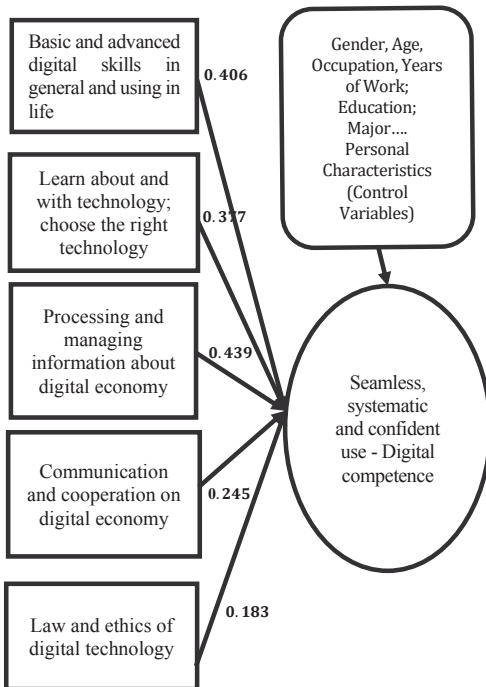 Basic and advanced
digital skills in
general and using in
life
0.406
Learn about and
with technology;
choose the right
technology
0.377
Processing and
managing
information about
digital economy
0.439
Communication
and cooperation on
digital economy
0.245
Law and ethics of
digital technology
0.183
Gender, Age,
Occupation, Years
of Work;
Education;
Major....
Personal
Characteristics
(Control
Variables)
Seamless,
systematic
and confident
use - Digital
competence